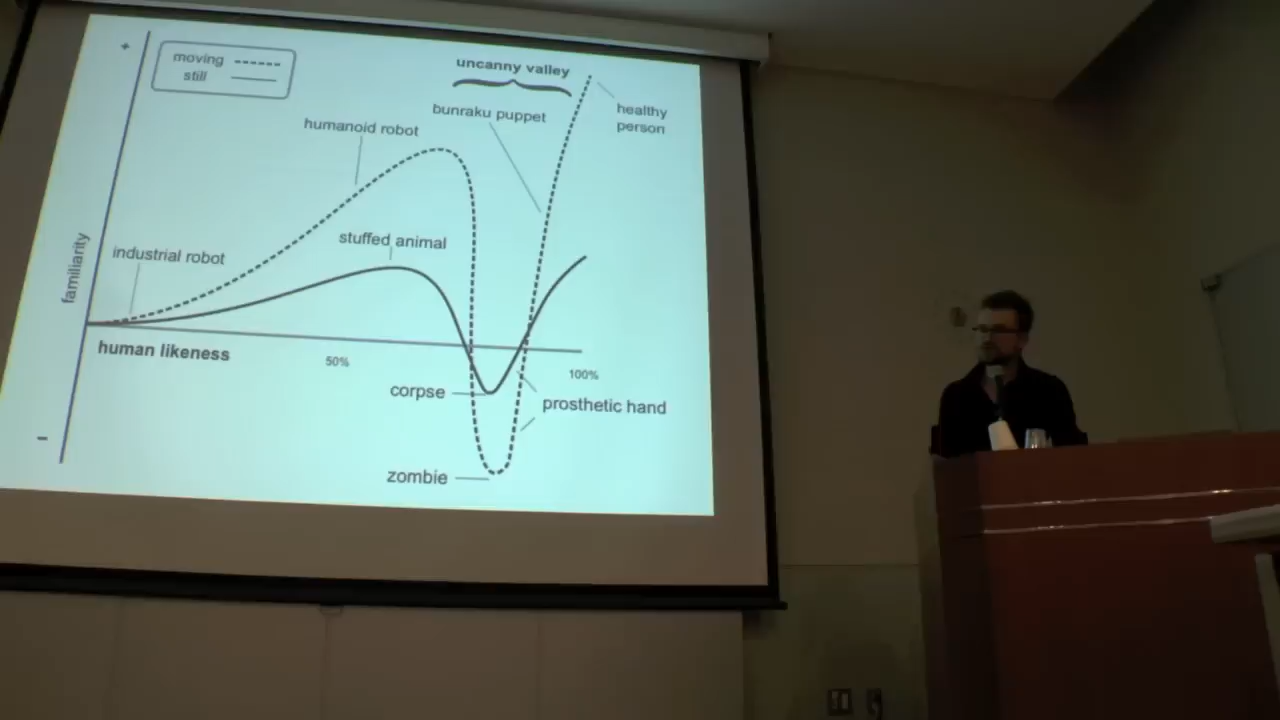 +
moving
still
uncanny valley
bunraku puppet
healthy
person
humanoid robot
stuffed animal
industrial robot
familiarity
human likeness
50%
100%
corpse
prosthetic hand
-
zombie